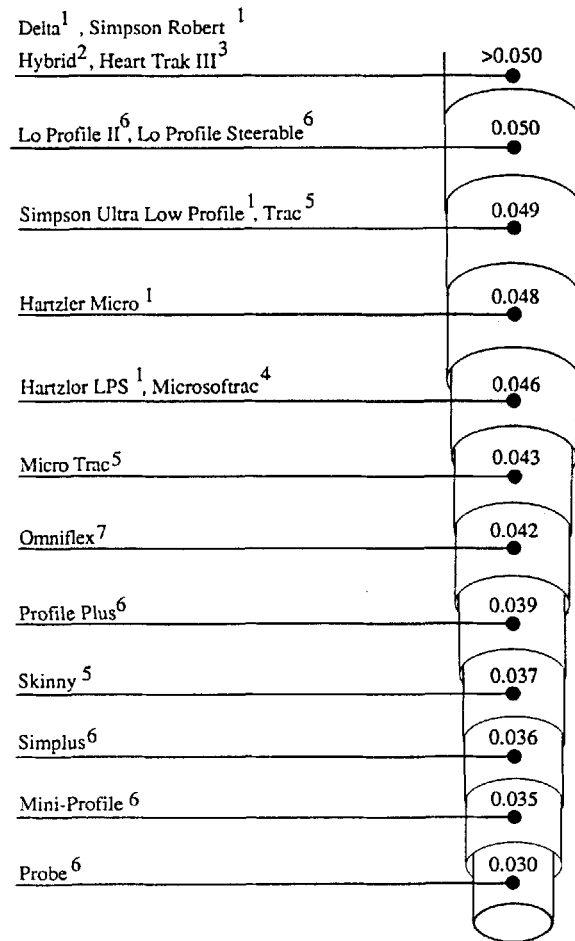 Delta¹, Simpson Robert ¹
Hybrid², Heart Trak III³ >0.050
Lo Profile II⁶, Lo Profile Steerable⁶ 0.050
Simpson Ultra Low Profile¹, Trac⁵ 0.049
Hartzler Micro ¹ 0.048
Hartzlor LPS ¹, Microsoftrac⁴ 0.046
Micro Trac⁵ 0.043
Omniflex⁷ 0.042
Profile Plus⁶ 0.039
Skinny ⁵ 0.037
Simplus⁶ 0.036
Mini-Profile ⁶ 0.035
Probe ⁶ 0.030